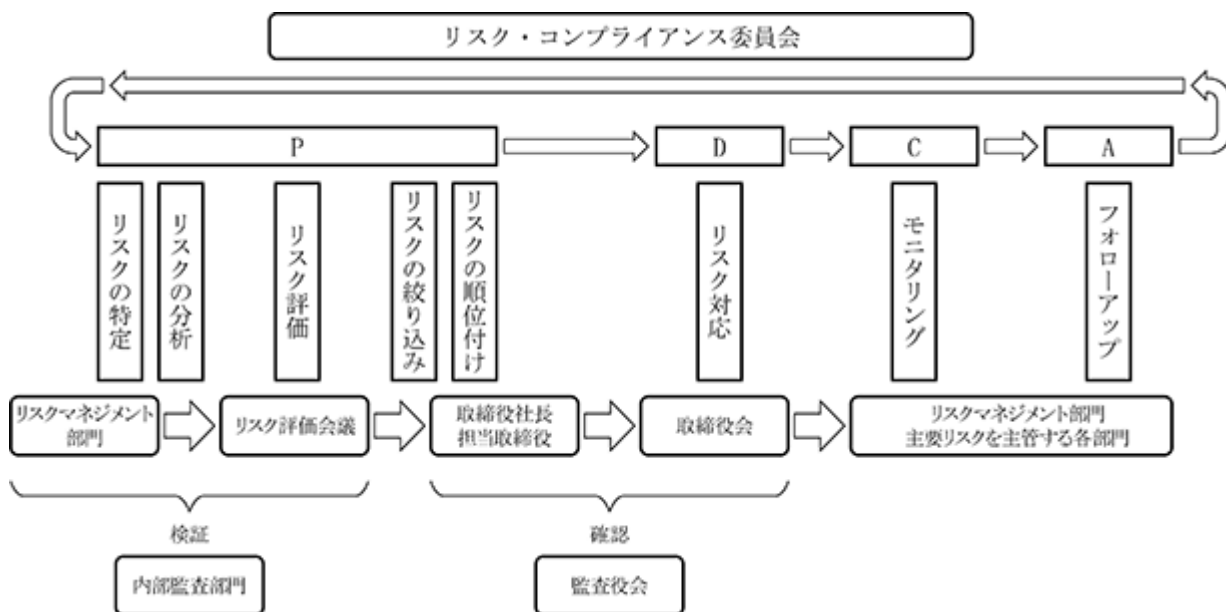 リスク・コンプライアンス委員会
P
D
C
A
リスクの特定
リスクの分析
リスク評価
リスクの絞り込み
リスクの順位付け
リスク対応
モニタリング
フォローアップ
リスクマネジメント
部門
リスク評価会議
取締役社長
担当取締役
取締役会
リスクマネジメント部門
主要リスクを主管する各部門
検証
確認
内部監査部門
監査役会